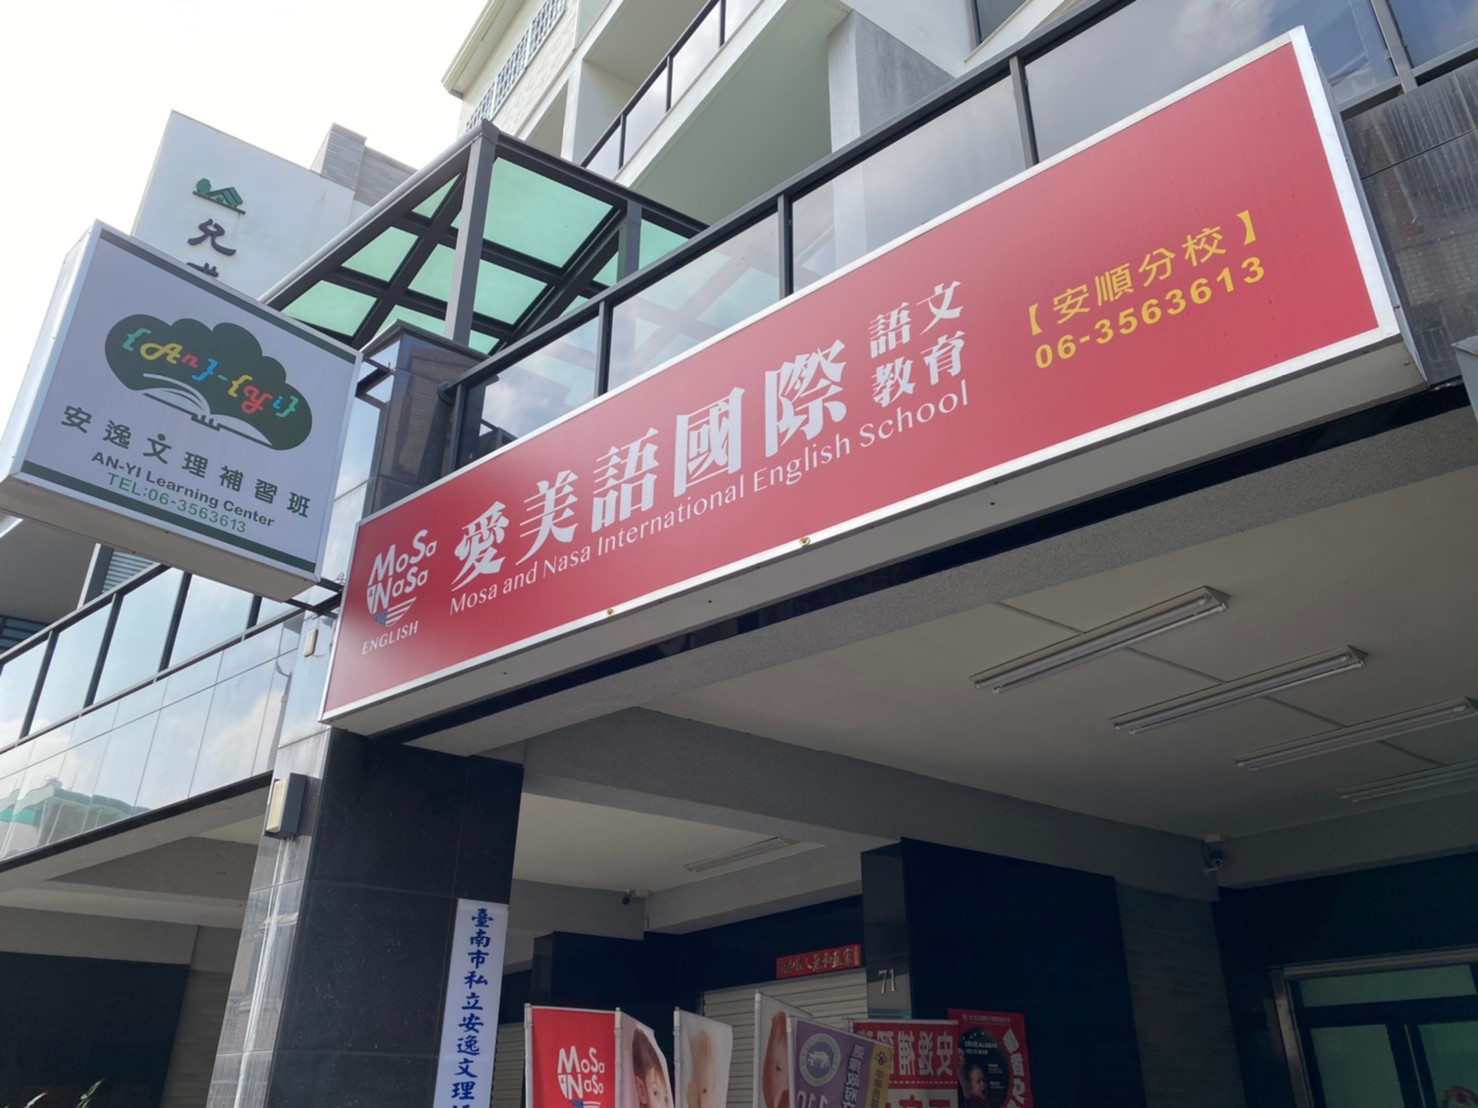 允
{An}-{Yi}
安逸文理補習班
AN-YI Learning Center
TEL:06-3563613
MoSa
NaSa
ENGLISH
愛美語國際
語文
教育
Mosa and Nasa International English School
【安順分校】
06-3563613
臺南市私立安逸文理
71
MoSa
NaSa